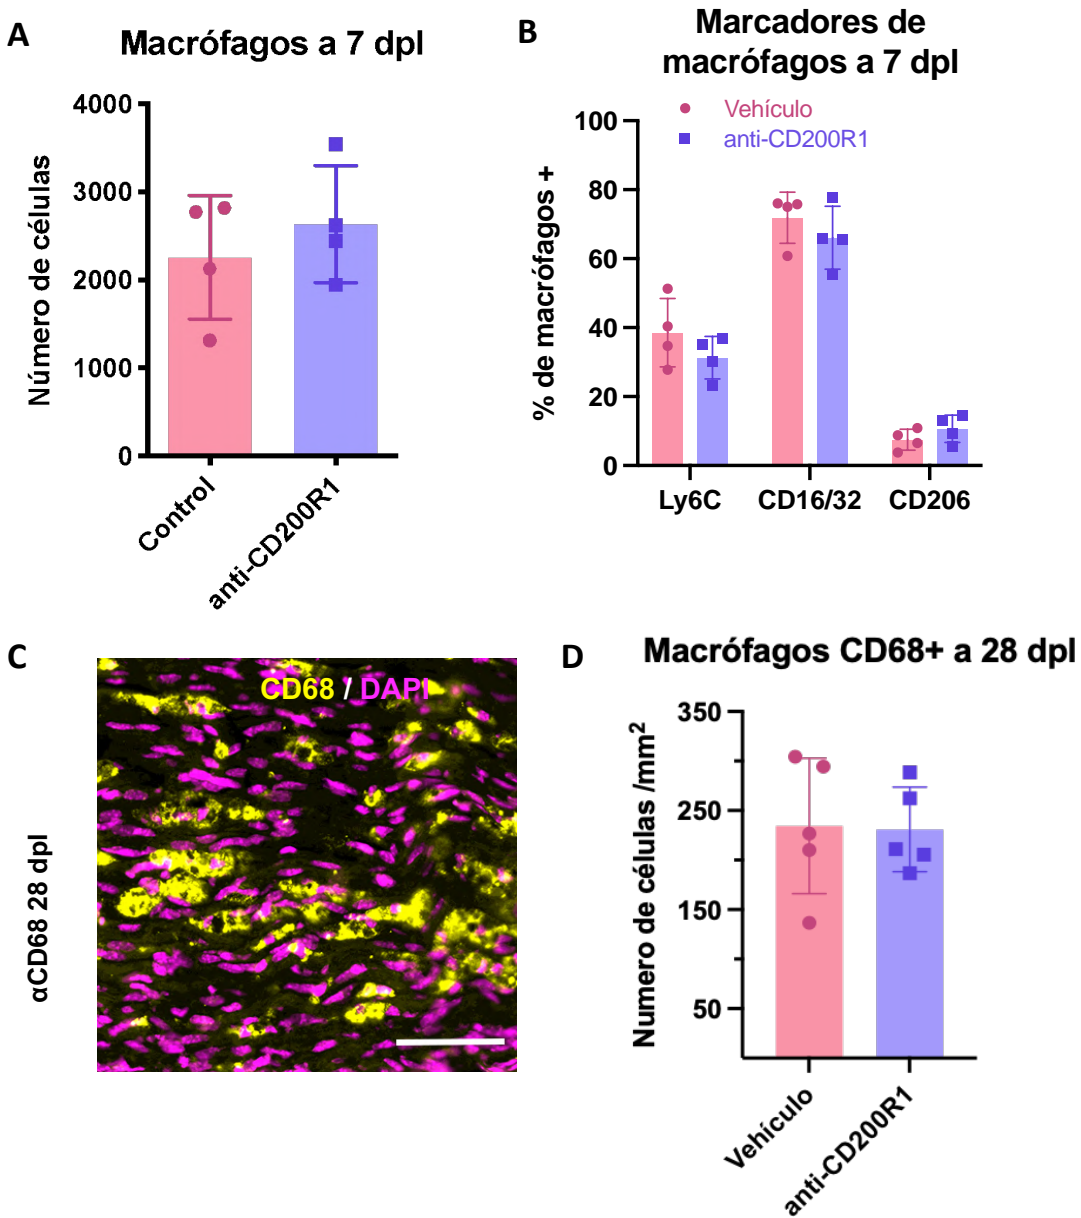 A
Macrófagos a 7 dpl
Número de células
4000
3000
2000
1000
0
Control
anti-CD200R1
B
Marcadores de
macrófagos a 7 dpl
Vehículo
anti-CD200R1
% de macrófagos +
100
80
60
40
20
0
Ly6C
CD16/32
CD206
C
αCD68 28 dpl
CD68 / DAPI
D
Macrófagos CD68+ a 28 dpl
Numero de células /mm²
350
250
150
50
Vehículo
anti-CD200R1